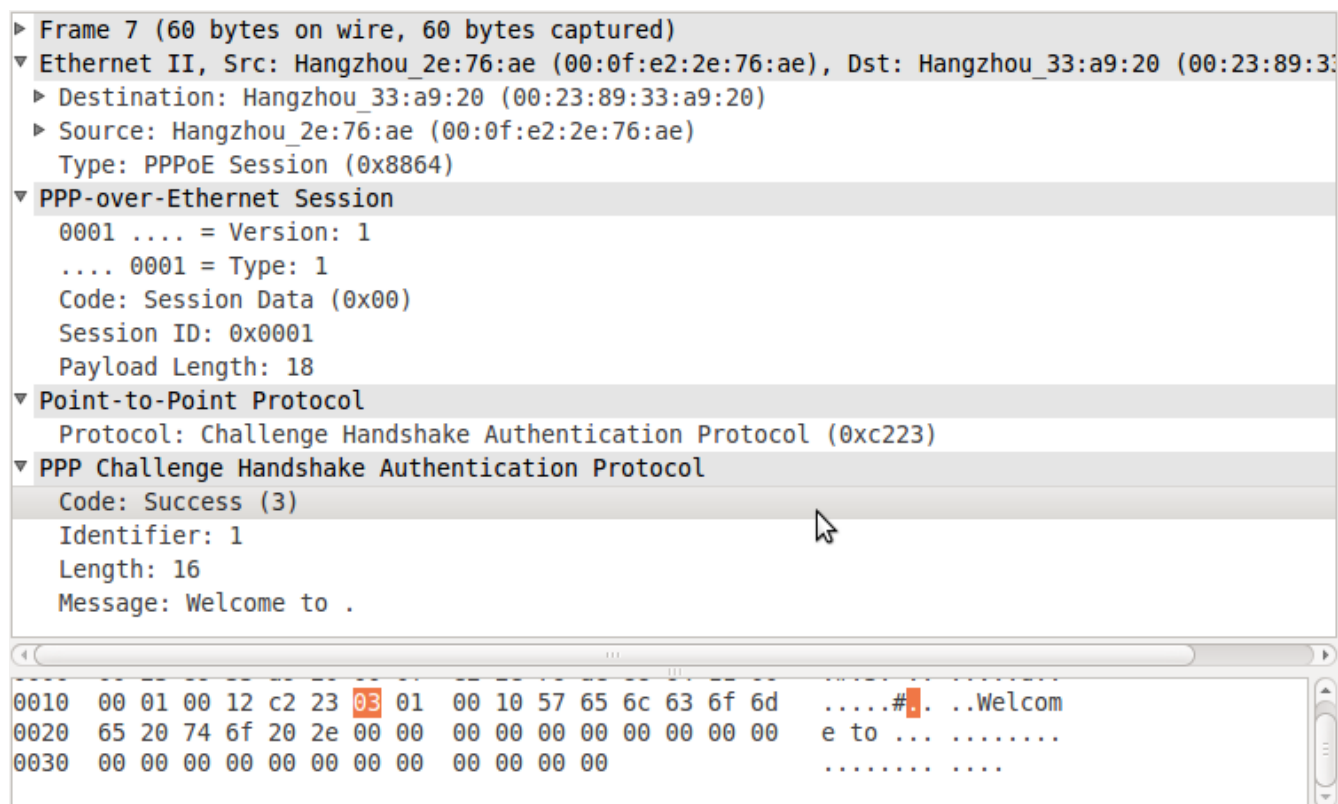 Frame 7 (60 bytes on wire, 60 bytes captured)
Ethernet II, Src: Hangzhou_2e:76:ae (00:0f:e2:2e:76:ae), Dst: Hangzhou_33:a9:20 (00:23:89:33
Destination: Hangzhou_33:a9:20 (00:23:89:33:a9:20)
Source: Hangzhou_2e:76:ae (00:0f:e2:2e:76:ae)
Type: PPPoE Session (0x8864)
PPP-over-Ethernet Session
0001 .... = Version: 1
.... 0001 = Type: 1
Code: Session Data (0x00)
Session ID: 0x0001
Payload Length: 18
Point-to-Point Protocol
Protocol: Challenge Handshake Authentication Protocol (0xc223)
PPP Challenge Handshake Authentication Protocol
Code: Success (3)
Identifier: 1
Length: 16
Message: Welcome to .
0010 00 01 00 12 c2 23 03 01 00 10 57 65 6c 63 6f 6d .....#.. ..Welcom
0020 65 20 74 6f 20 2e 00 00 00 00 00 00 00 00 00 00 e to ... ........
0030 00 00 00 00 00 00 00 00 00 00 00 00 ........ ....